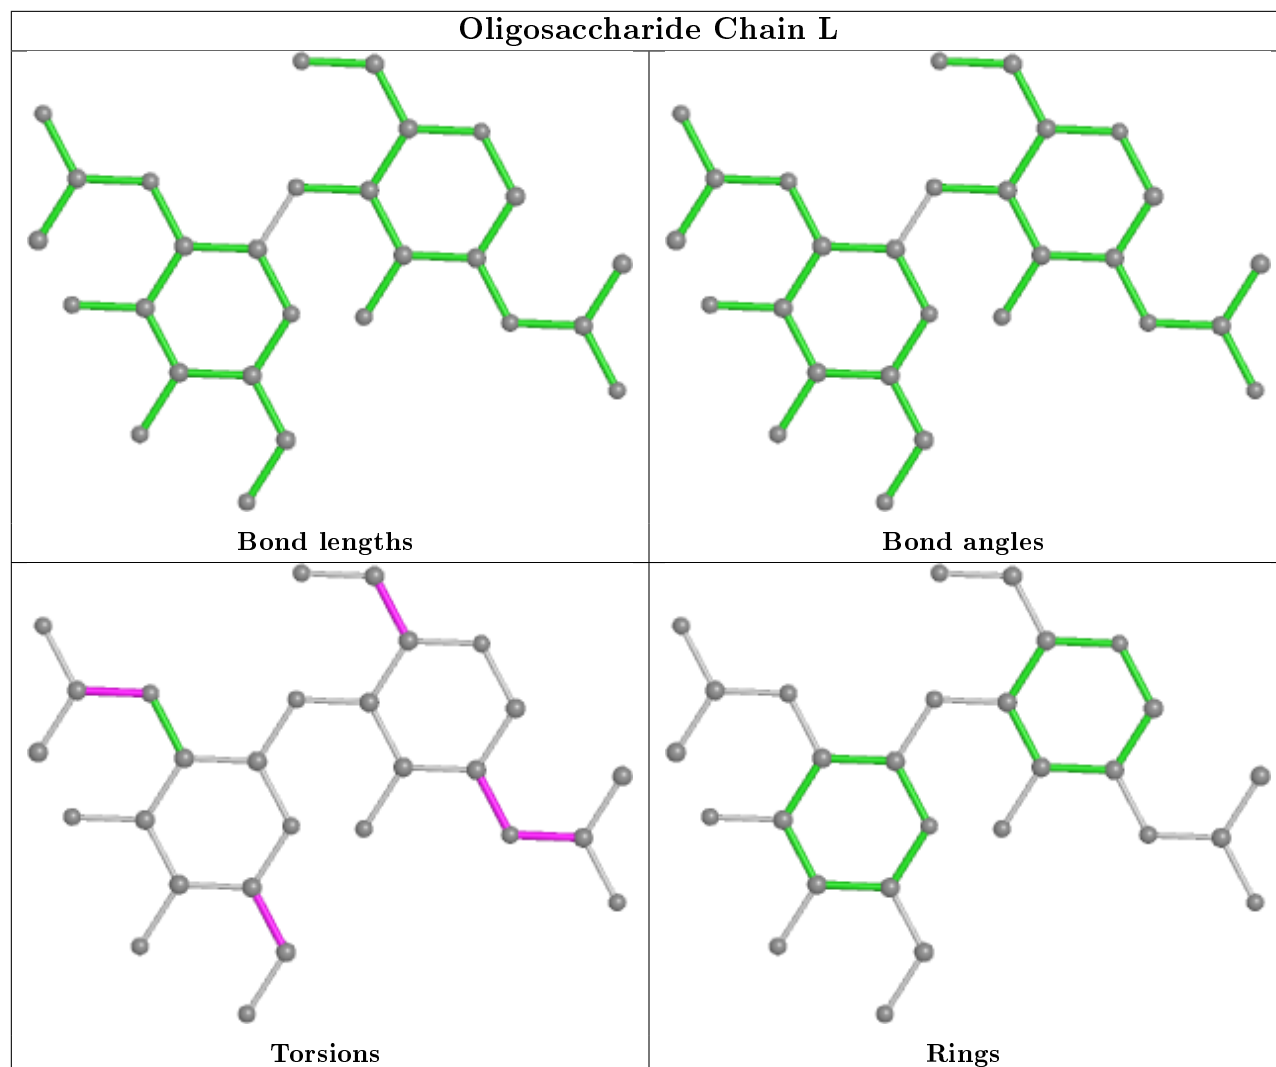 Oligosaccharide Chain L
Bond lengths
Bond angles
Torsions
Rings